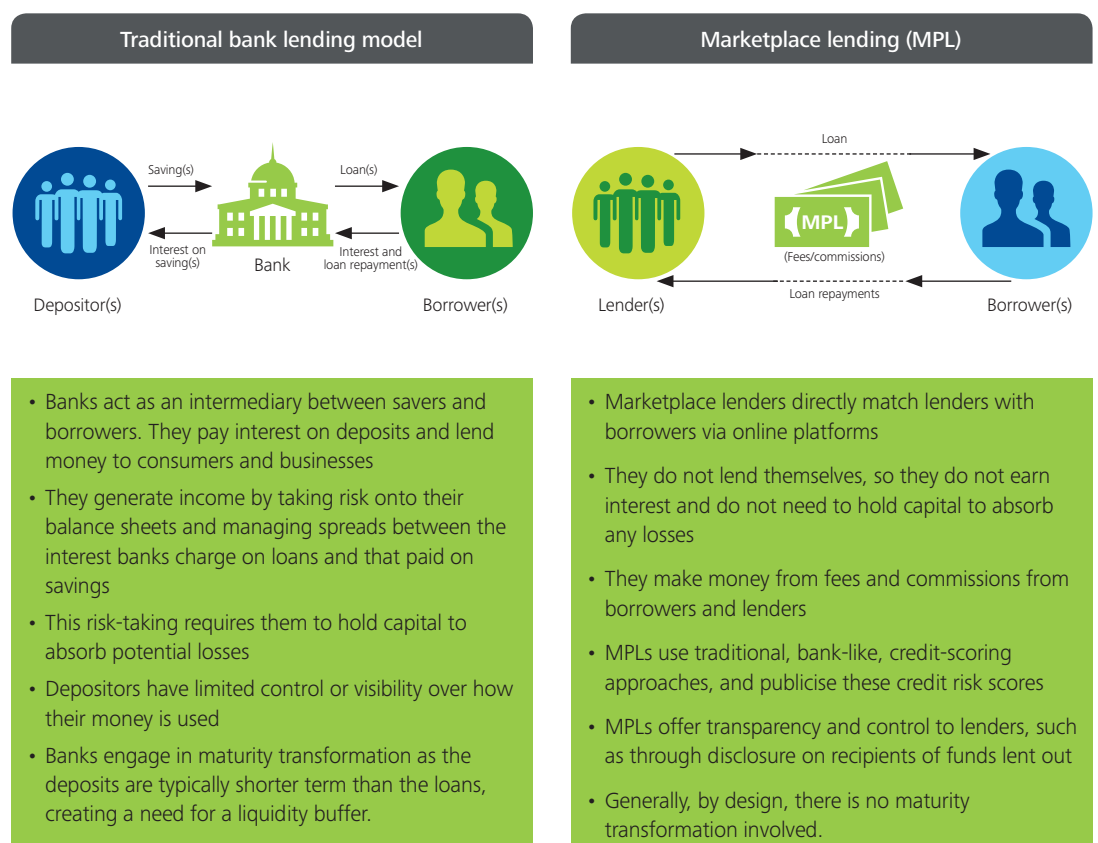 Traditional bank lending model
Saving(s)
Loan(s)
Interest on
saving(s)
Bank
Interest and
loan repayment(s)
Depositor(s)
Borrower(s)
• Banks act as an intermediary between savers and
borrowers. They pay interest on deposits and lend
money to consumers and businesses
• They generate income by taking risk onto their
balance sheets and managing spreads between the
interest banks charge on loans and that paid on
savings
• This risk-taking requires them to hold capital to
absorb potential losses
• Depositors have limited control or visibility over how
their money is used
• Banks engage in maturity transformation as the
deposits are typically shorter term than the loans,
creating a need for a liquidity buffer.
Marketplace lending (MPL)
Loan
MPL
(Fees/commissions)
Loan repayments
Lender(s)
Borrower(s)
• Marketplace lenders directly match lenders with
borrowers via online platforms
• They do not lend themselves, so they do not earn
interest and do not need to hold capital to absorb
any losses
• They make money from fees and commissions from
borrowers and lenders
• MPLs use traditional, bank-like, credit-scoring
approaches, and publicise these credit risk scores
• MPLs offer transparency and control to lenders, such
as through disclosure on recipients of funds lent out
• Generally, by design, there is no maturity
transformation involved.